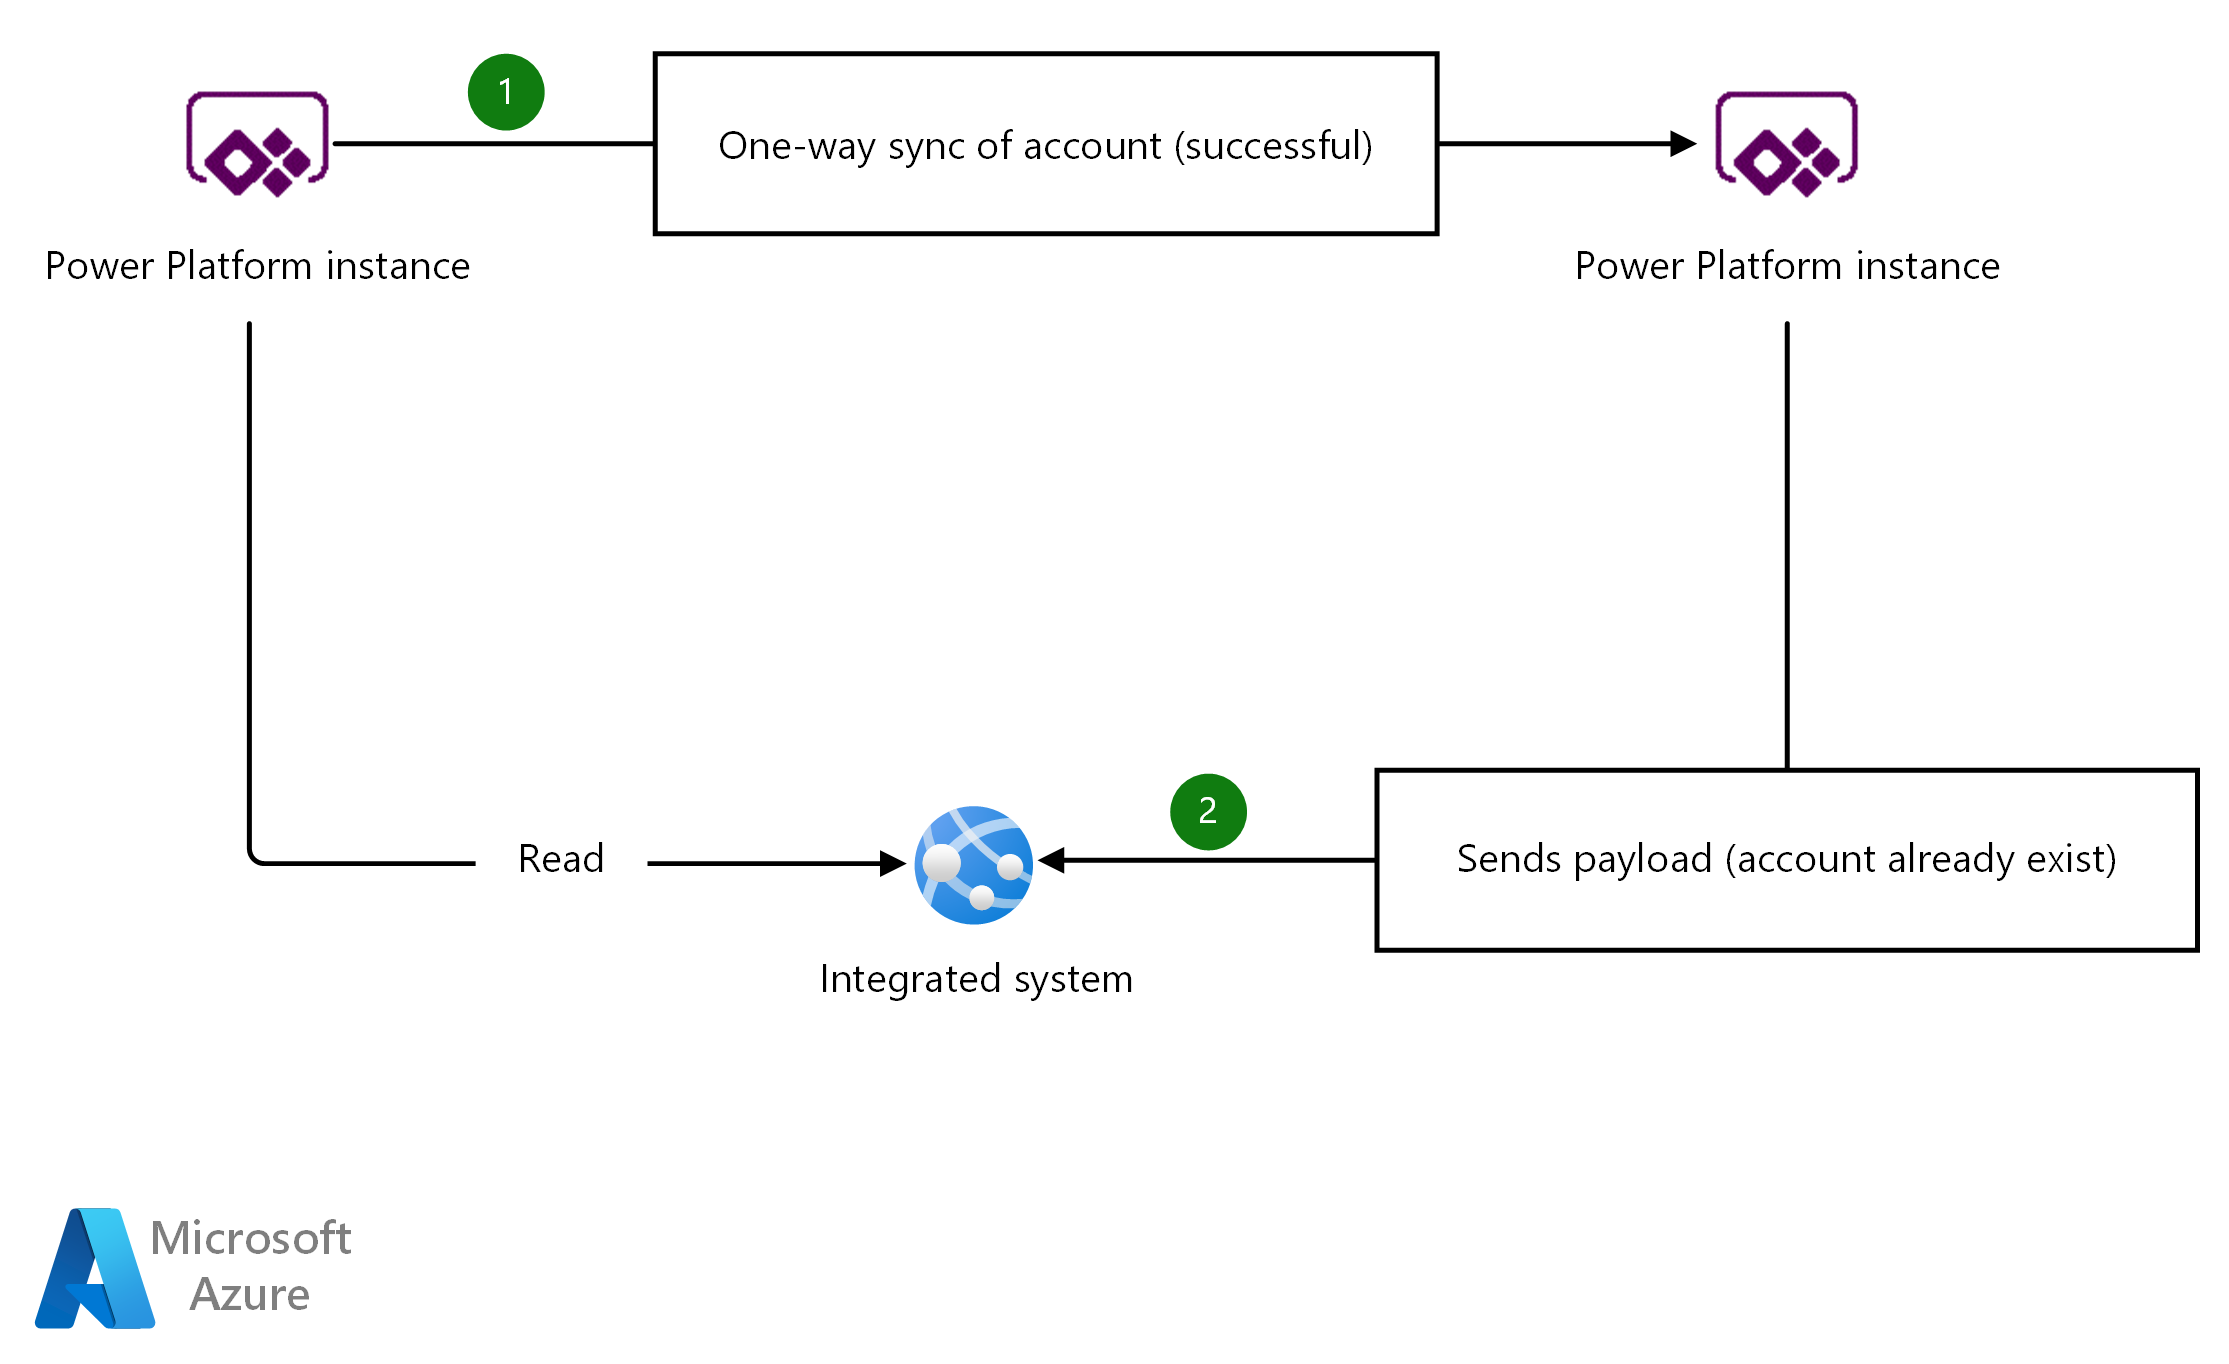 1
One-way sync of account (successful)
Power Platform instance
Power Platform instance
2
Read
Sends payload (account already exist)
Integrated system
Microsoft
Azure